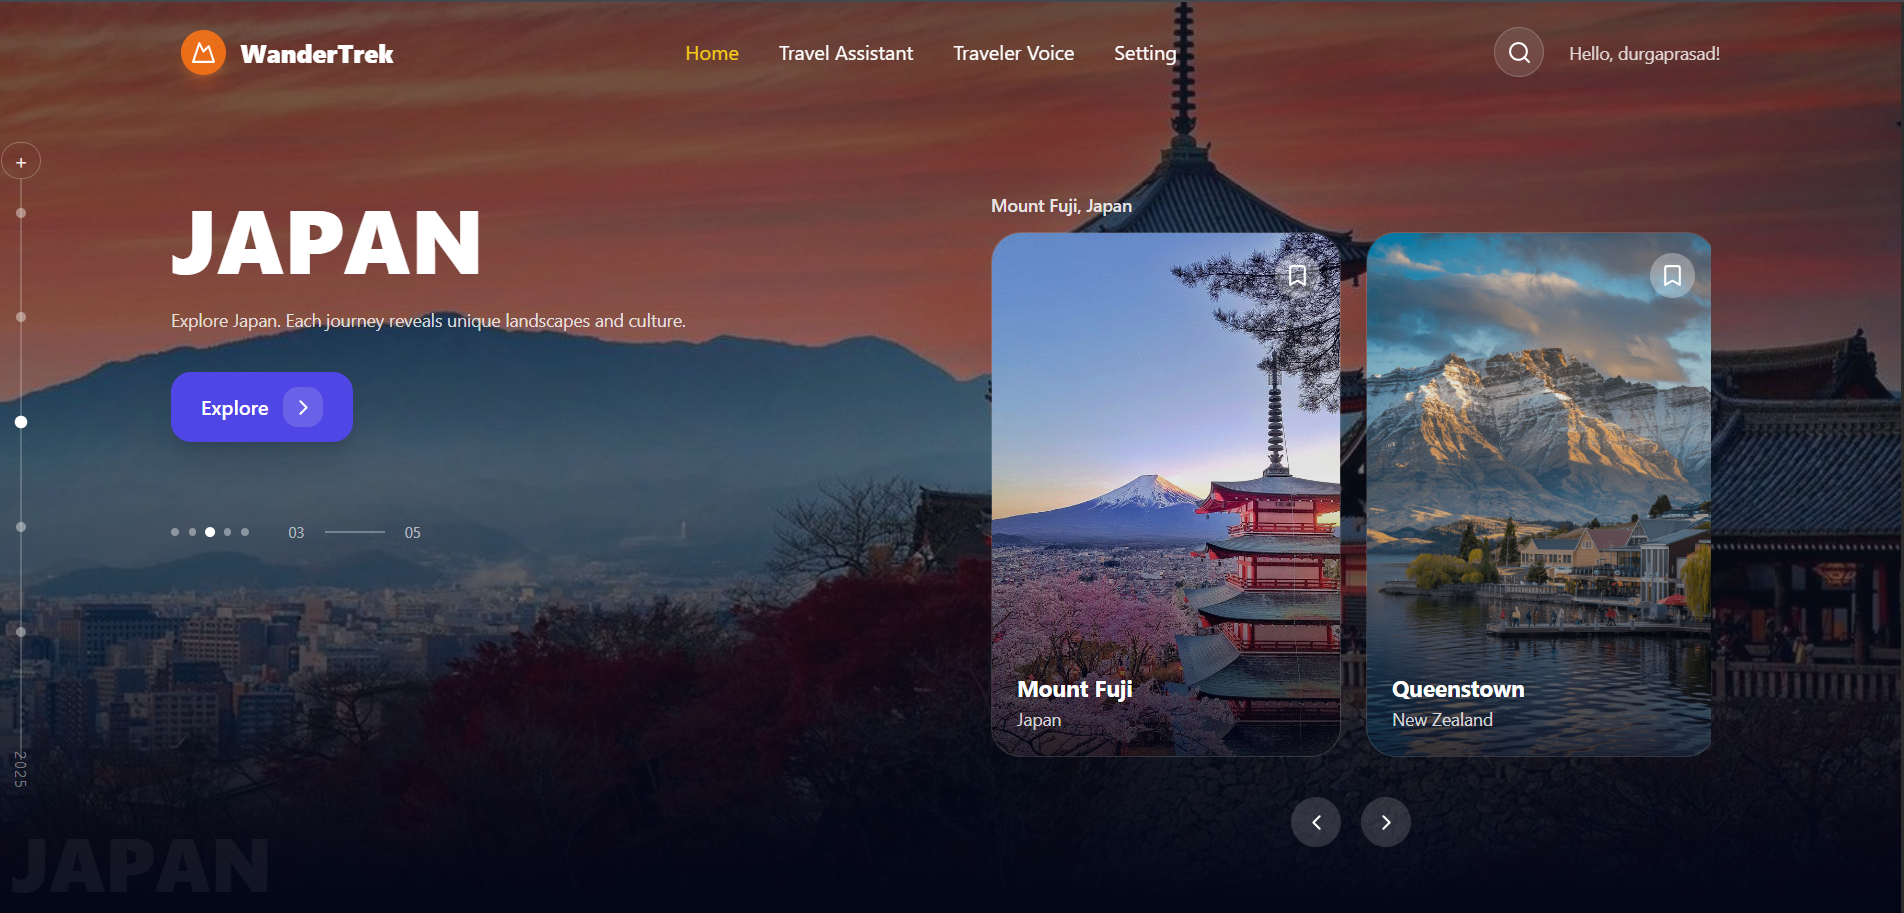 WanderTrek
Home
Travel Assistant
Traveler Voice
Setting
Hello, durgaprasad!
+
JAPAN
Explore Japan. Each journey reveals unique landscapes and culture.
Explore
03
05
Mount Fuji, Japan
Mount Fuji
Japan
Queenstown
New Zealand
2025
JAPAN